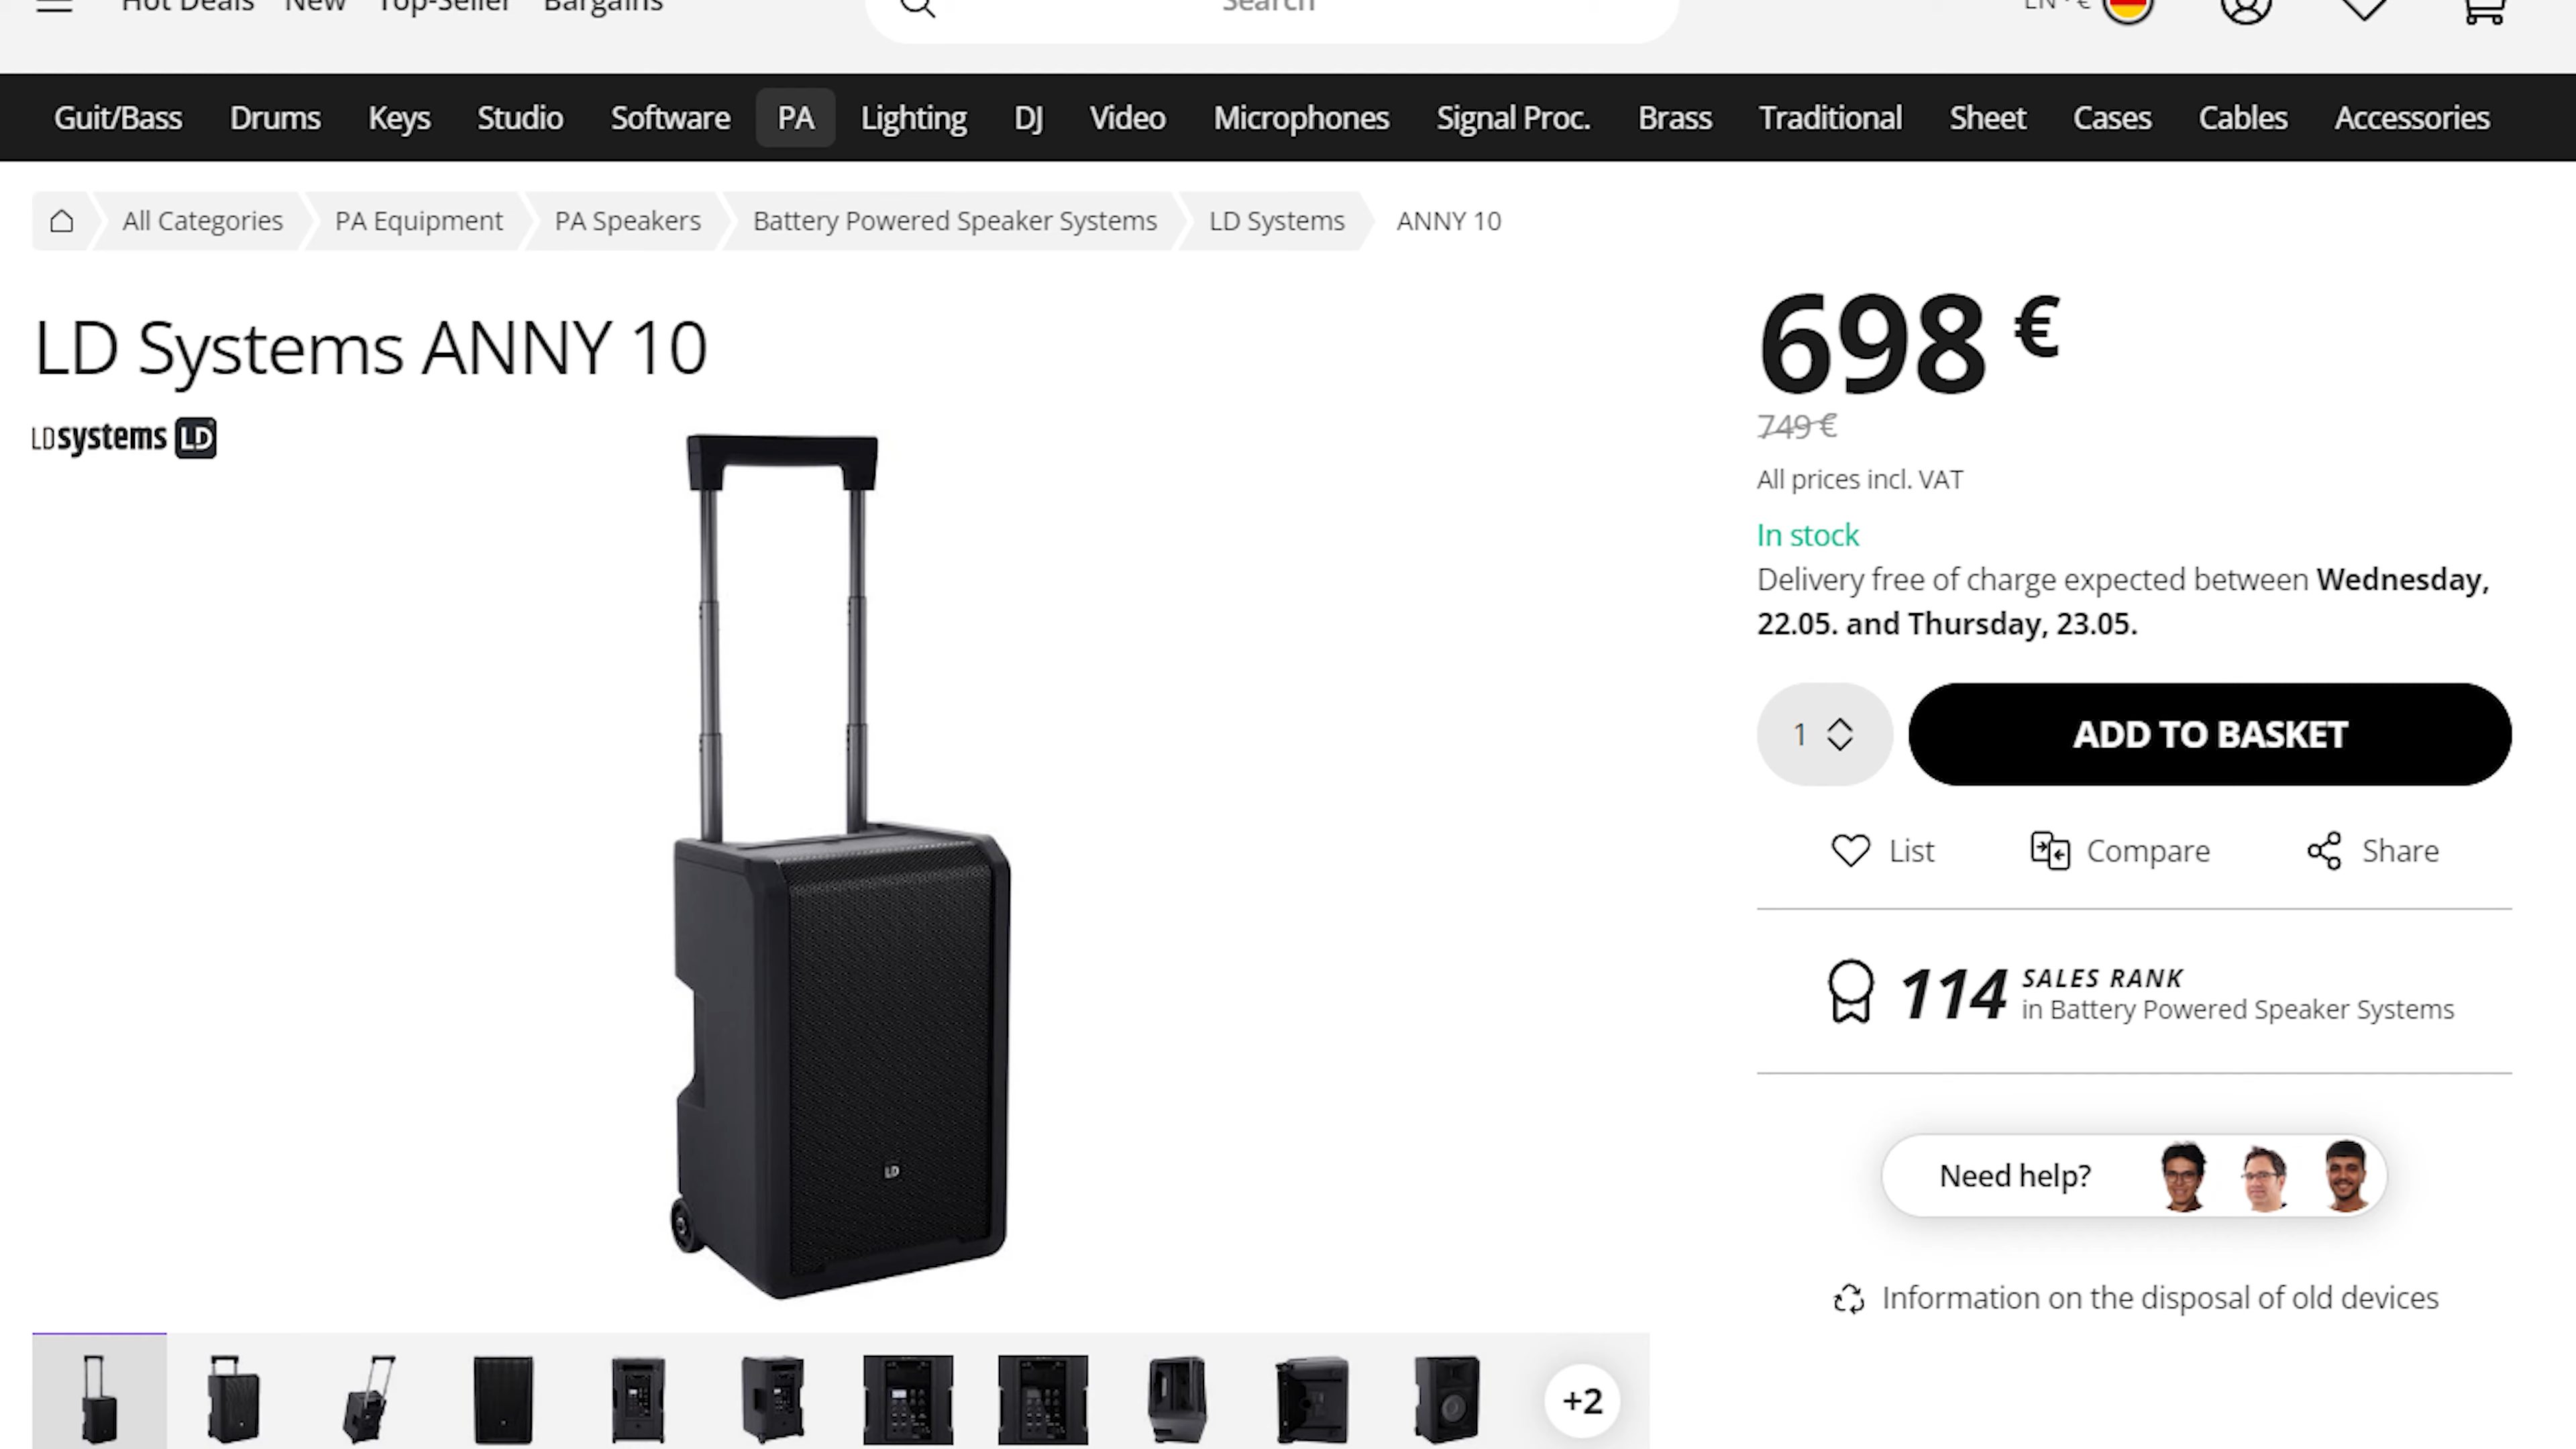 Hot Deals New Top-Seller Bargains Search EN · €
Guit/Bass Drums Keys Studio Software PA Lighting DJ Video Microphones Signal Proc. Brass Traditional Sheet Cases Cables Accessories
All Categories PA Equipment PA Speakers Battery Powered Speaker Systems LD Systems ANNY 10
LD Systems ANNY 10
LDsystems LD
LD
698 €
749 €
All prices incl. VAT
In stock
Delivery free of charge expected between Wednesday,
22.05. and Thursday, 23.05.
1 ADD TO BASKET
List Compare Share
114 SALES RANK
in Battery Powered Speaker Systems
Need help?
Information on the disposal of old devices
+2